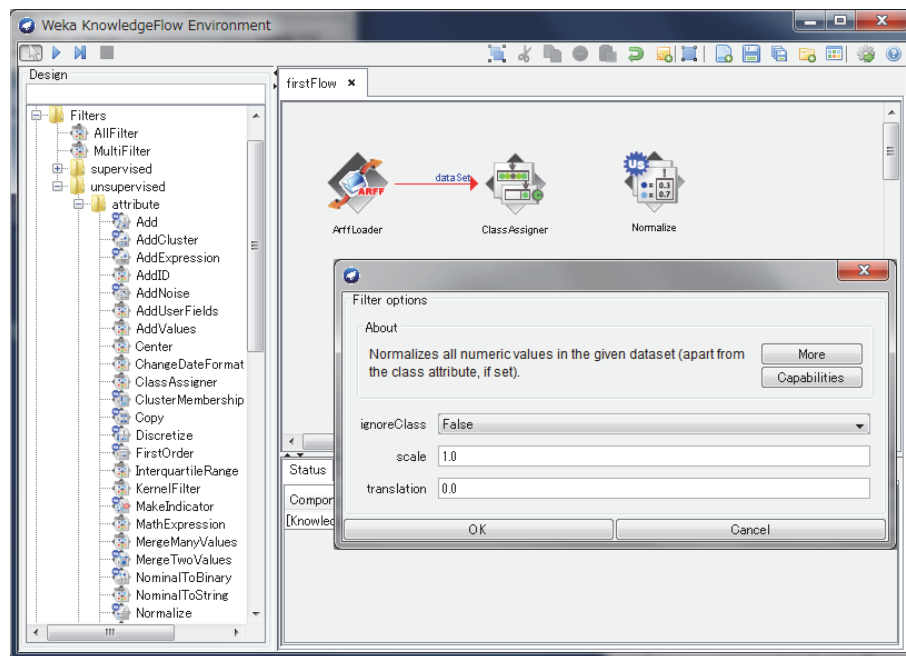 Weka KnowledgeFlow Environment
Design
firstFlow
Filters
AllFilter
MultiFilter
supervised
unsupervised
attribute
Add
AddCluster
AddExpression
AddID
AddNoise
AddUserFields
AddValues
Center
ChangeDateFormat
ClassAssigner
ClusterMembership
Copy
Discretize
FirstOrder
InterquartileRange
KernelFilter
MakeIndicator
MathExpression
MergeManyValues
MergeTwoValues
NominalToBinary
NominalToString
Normalize
ARFF
dataSet
C
Us
0.3
0.7
ArffLoader
ClassAssigner
Normalize
Filter options
About
Normalizes all numeric values in the given dataset (apart from
the class attribute, if set).
More
Capabilities
ignoreClass False
scale 1.0
translation 0.0
OK
Cancel
Status
Compor
[Knowled